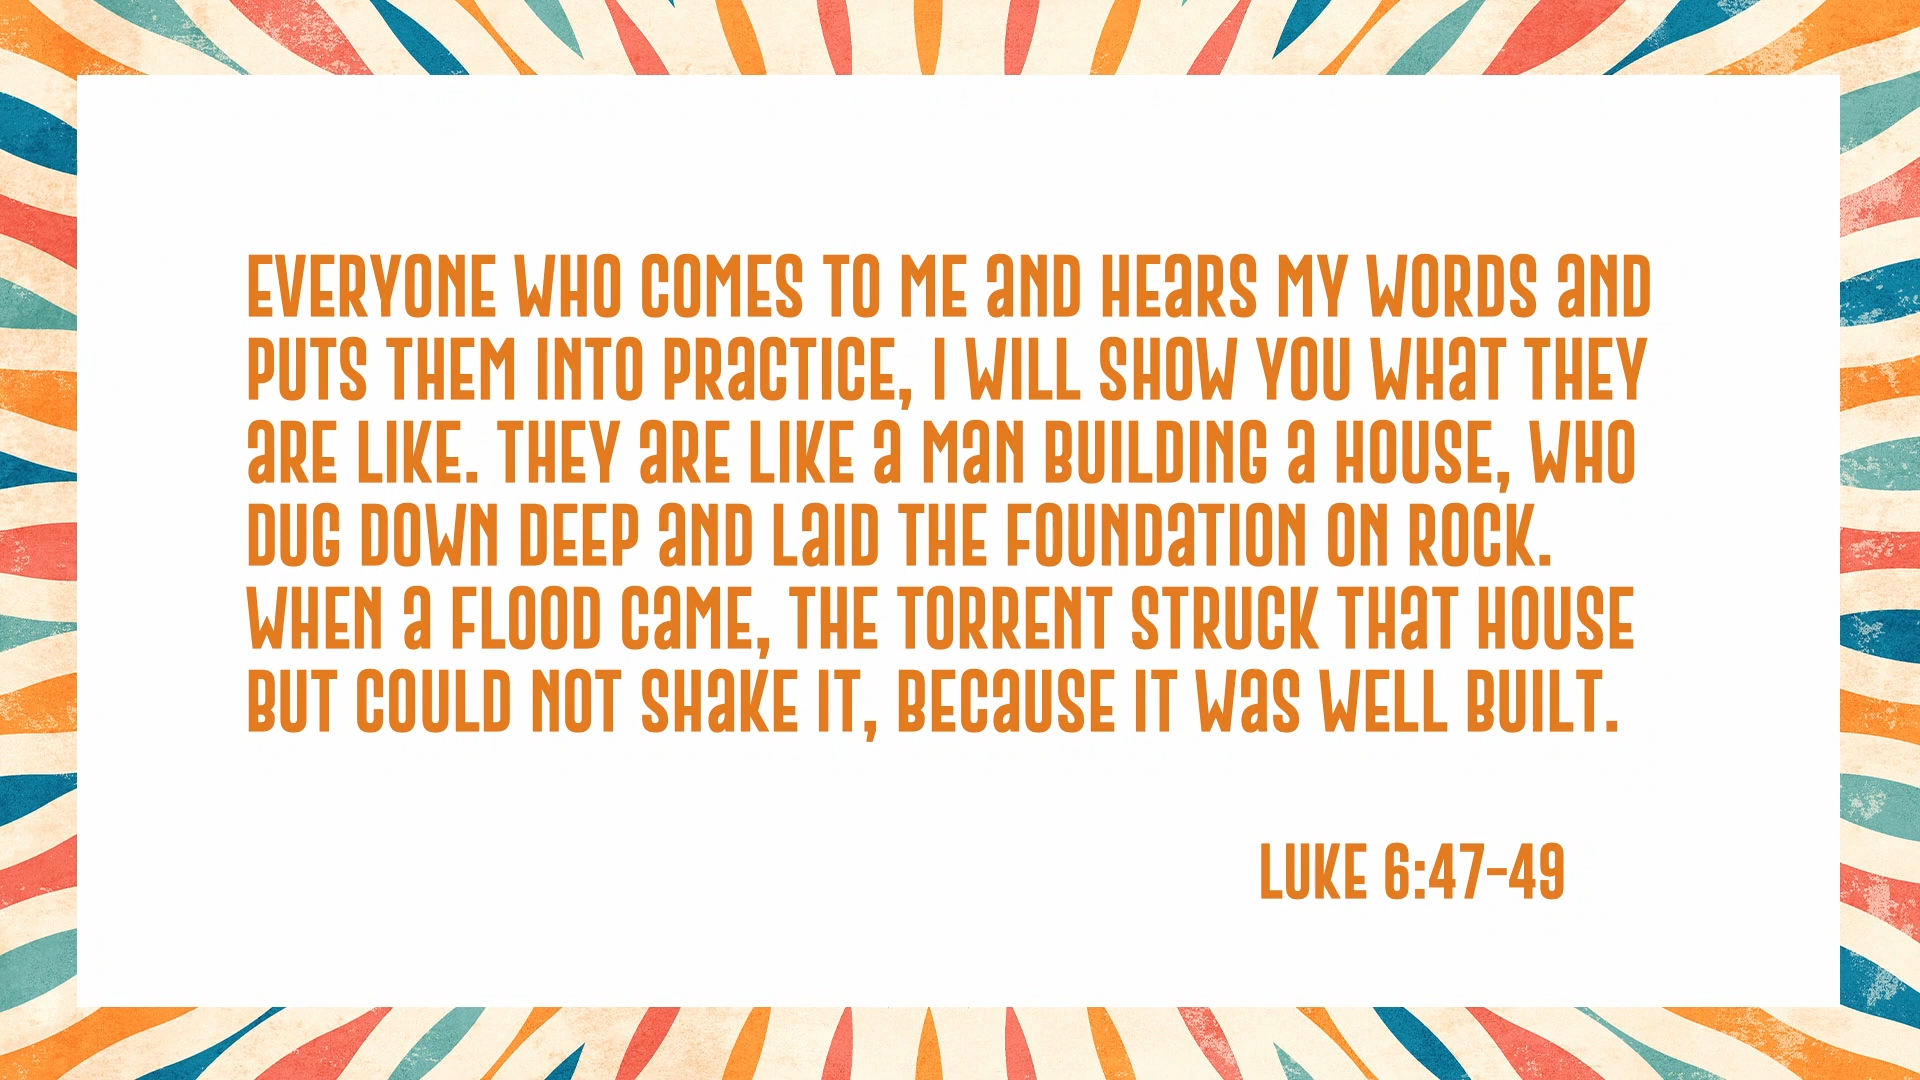 EVERYONE WHO COMES TO ME aND HEaRS MY WORDS aND
PUTS THEM INTO PRaCTICE, I WILL SHOW YOU WHaT THEY
aRE LIKE. THEY aRE LIKE a MaN BUILDING a HOUSE, WHO
DUG DOWN DEEP aND LaID THE FOUNDaTION ON ROCK.
WHEN a FLOOD CaME, THE TORRENT STRUCK THaT HOUSE
BUT COULD NOT SHaKE IT, BECaUSE IT WaS WELL BUILT.
LUKE 6:47-49